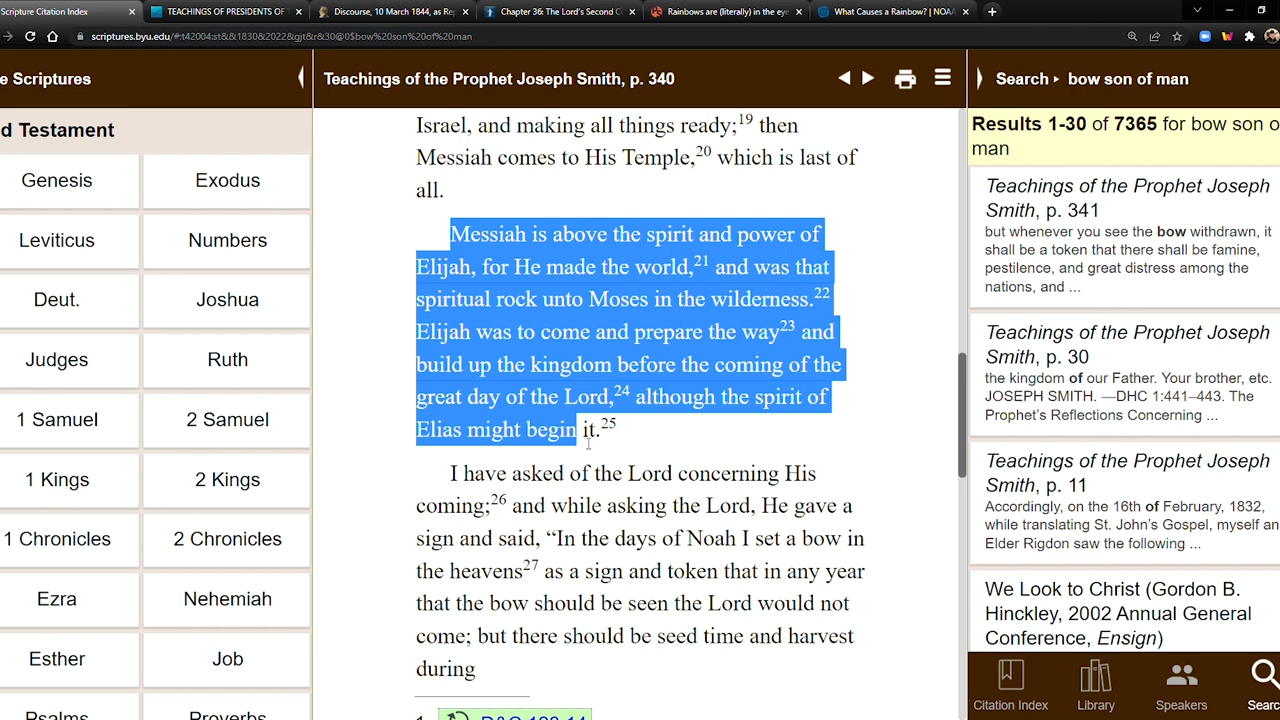 Scripture Citation Index
TEACHINGS OF PRESIDENTS OF T
Discourse, 10 March 1844, as Re
Chapter 36: The Lord's Second C
Rainbows are (literally) in the eye
What Causes a Rainbow? | NOA
scriptures.byu.edu/#:t42004:st&&1830&2022&gjt&r&30@0$bow%20son%20of%20man
e Scriptures
Teachings of the Prophet Joseph Smith, p. 340
Search▸ bow son of man
d Testament
Genesis
Exodus
Leviticus
Numbers
Deut.
Joshua
Judges
Ruth
1 Samuel
2 Samuel
1 Kings
2 Kings
1 Chronicles
2 Chronicles
Ezra
Nehemiah
Esther
Job
Psalms
Proverbs
Israel, and making all things ready;19 then
Messiah comes to His Temple,20 which is last of
all.
Messiah is above the spirit and power of
Elijah, for He made the world,21 and was that
spiritual rock unto Moses in the wilderness.22
Elijah was to come and prepare the way23 and
build up the kingdom before the coming of the
great day of the Lord,24 although the spirit of
Elias might begin it.25
I have asked of the Lord concerning His
coming;26 and while asking the Lord, He gave a
sign and said, “In the days of Noah I set a bow in
the heavens27 as a sign and token that in any year
that the bow should be seen the Lord would not
come; but there should be seed time and harvest
during
1. D&C 128:14
Results 1-30 of 7365 for bow son o
man
Teachings of the Prophet Joseph
Smith, p. 341
but whenever you see the bow withdrawn, it
shall be a token that there shall be famine,
pestilence, and great distress among the
nations, and ...
Teachings of the Prophet Joseph
Smith, p. 30
the kingdom of our Father. Your brother, etc.
JOSEPH SMITH. —DHC 1:441–443. The
Prophet's Reflections Concerning ...
Teachings of the Prophet Joseph
Smith, p. 11
Accordingly, on the 16th of February, 1832,
while translating St. John's Gospel, myself an
Elder Rigdon saw the following ...
We Look to Christ (Gordon B.
Hinckley, 2002 Annual General
Conference, Ensign)
Citation Index
Library
Speakers
Searc